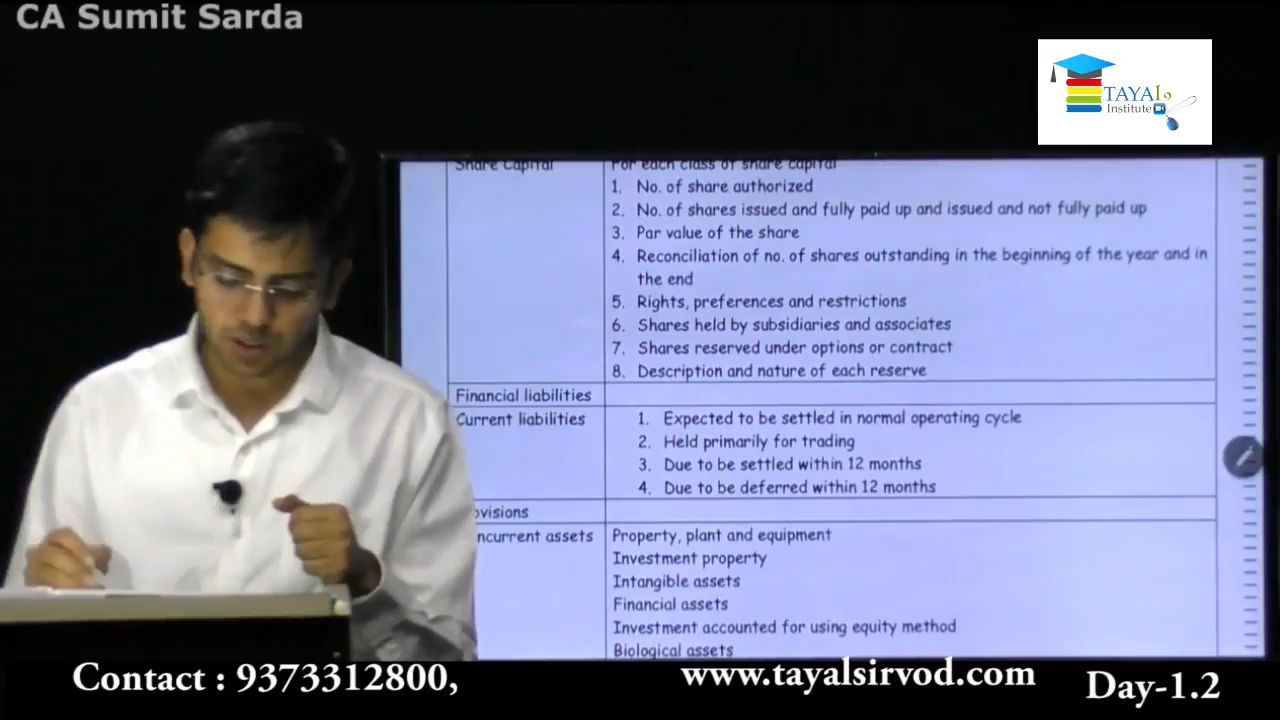 CA Sumit Sarda
TAYAls
Institute
Share Capital
For each class of share capital
1. No. of share authorized
2. No. of shares issued and fully paid up and issued and not fully paid up
3. Par value of the share
4. Reconciliation of no. of shares outstanding in the beginning of the year and in
the end
5. Rights, preferences and restrictions
6. Shares held by subsidiaries and associates
7. Shares reserved under options or contract
8. Description and nature of each reserve
Financial liabilities
Current liabilities
1. Expected to be settled in normal operating cycle
2. Held primarily for trading
3. Due to be settled within 12 months
4. Due to be deferred within 12 months
ovisions
ncurrent assets
Property, plant and equipment
Investment property
Intangible assets
Financial assets
Investment accounted for using equity method
Biological assets
Contact : 9373312800,
www.tayalsirvod.com
Day-1.2